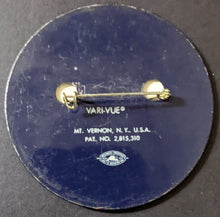 VARI-VUE®
MT. VERNON, N.Y., U.S.A.
PAT. NO. 2,815,310